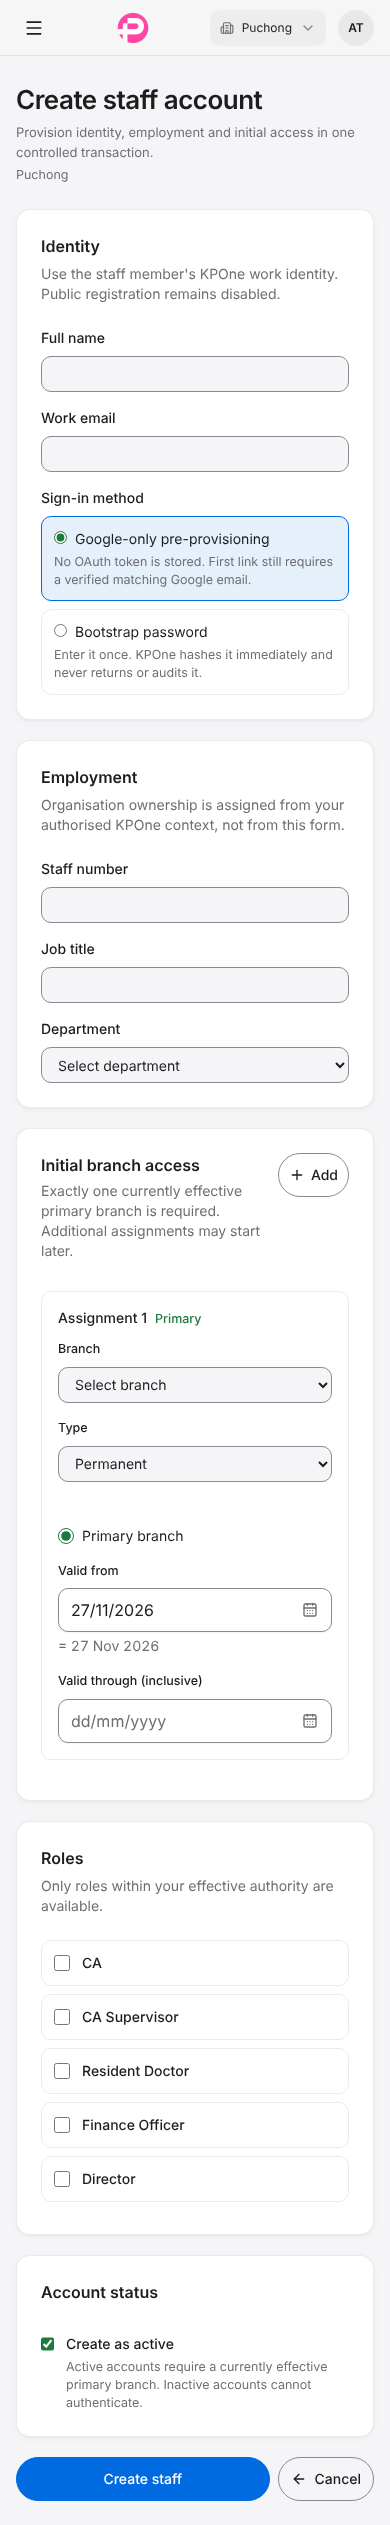 Puchong
AT
Create staff account
Provision identity, employment and initial access in one
controlled transaction.
Puchong
Identity
Use the staff member's KPOne work identity.
Public registration remains disabled.
Full name
Work email
Sign-in method
Google-only pre-provisioning
No OAuth token is stored. First link still requires
a verified matching Google email.
Bootstrap password
Enter it once. KPOne hashes it immediately and
never returns or audits it.
Employment
Organisation ownership is assigned from your
authorised KPOne context, not from this form.
Staff number
Job title
Department
Select department
Initial branch access
Add
Exactly one currently effective
primary branch is required.
Additional assignments may start
later.
Assignment 1 Primary
Branch
Select branch
Type
Permanent
Primary branch
Valid from
27/11/2026
= 27 Nov 2026
Valid through (inclusive)
dd/mm/yyyy
Roles
Only roles within your effective authority are
available.
CA
CA Supervisor
Resident Doctor
Finance Officer
Director
Account status
Create as active
Active accounts require a currently effective
primary branch. Inactive accounts cannot
authenticate.
Create staff
Cancel